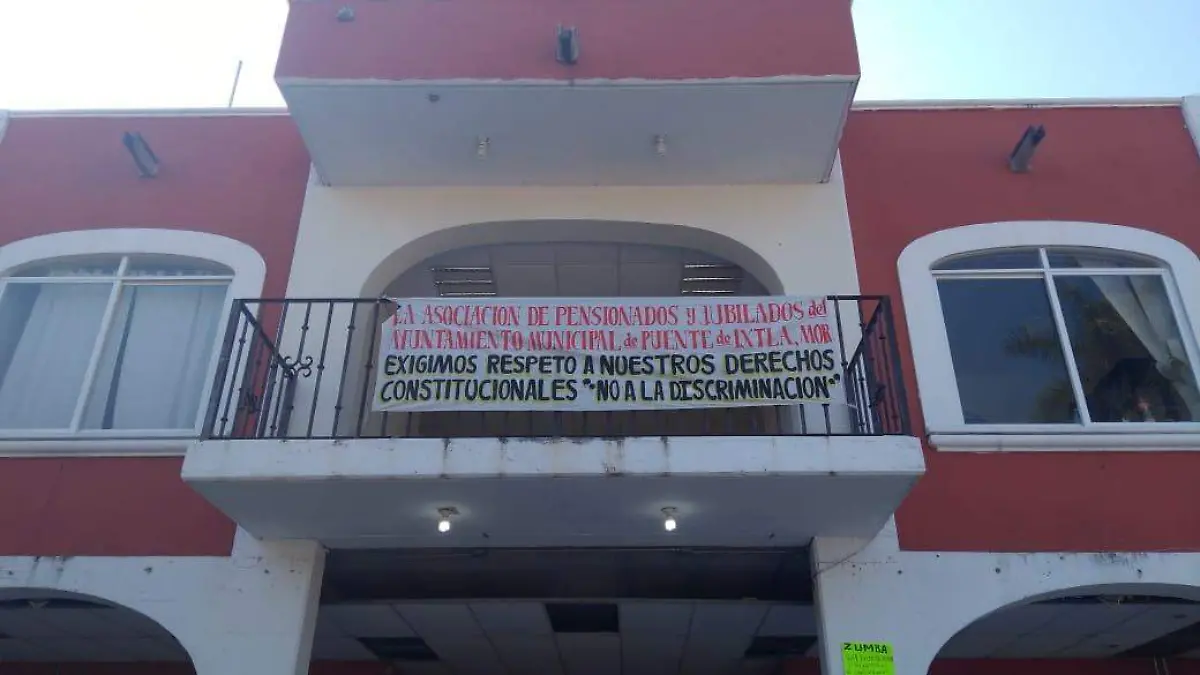 LA ASOCIACION DE PENSIONADOS Y JUBILADOS del
AYUNTAMIENTO MUNICIPAL de PUENTE de IXTLA, MOR
EXIGIMOS RESPETO A NUESTROS DERECHOS
CONSTITUCIONALES "•NO A LA DISCRIMINACION•"
ZUMBA